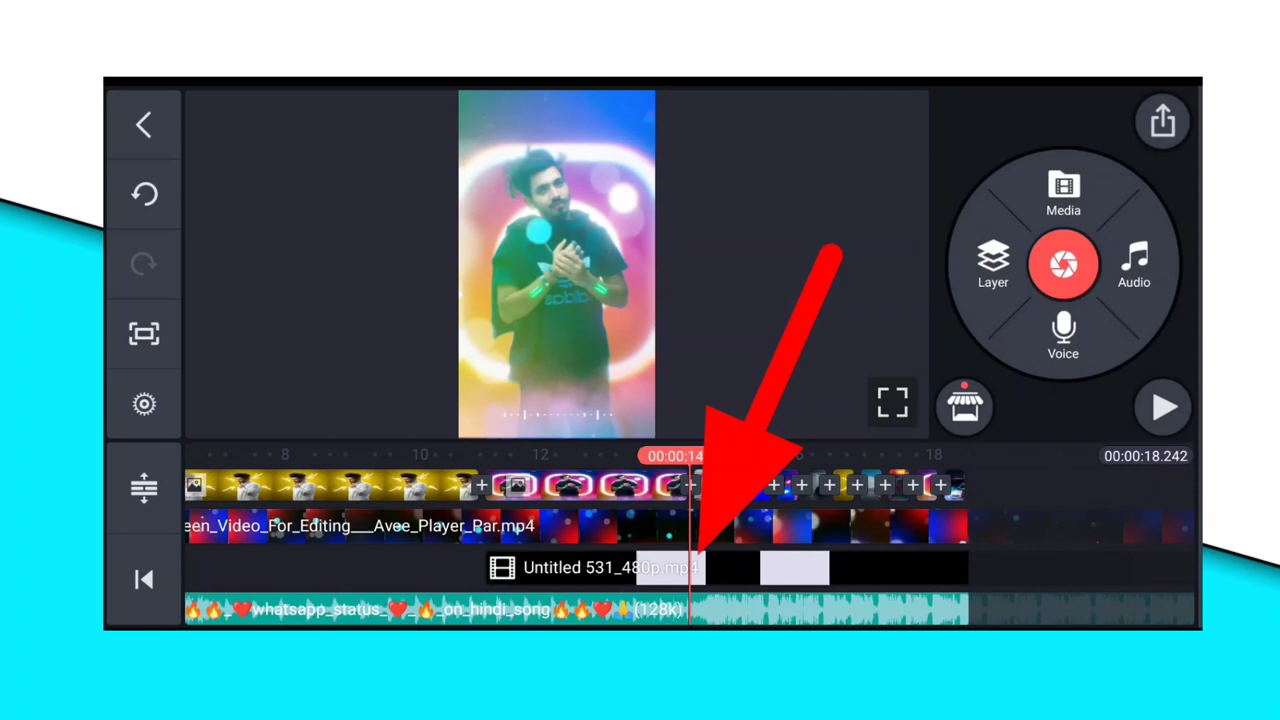 Media
Layer
Audio
Voice
8
10
12
00:00:14
18
00:00:18.242
een_Video_For_Editing___Avee_Player_Par.mp4
Untitled 531_480p.mp4
🔥🔥_❤️whatsapp_status_❤️_🔥_on_hindi_song🔥🔥❤️🙏(128k)